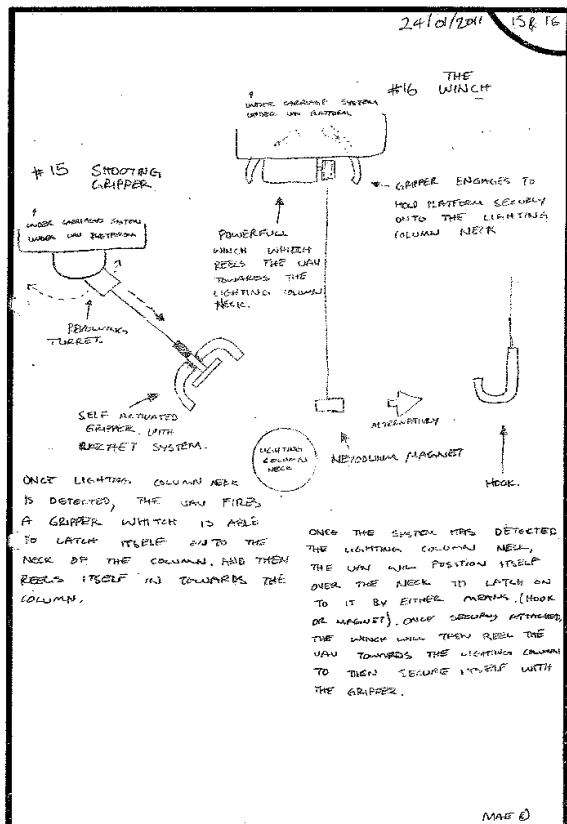 24/01/2011
15 & 16
#16 THE
WINCH
UNDER CARRIAGE SYSTEM
UNDER UAV PLATFORM
#15 SHOOTING
GRIPPER
UNDER CARRIAGE SYSTEM
UNDER UAV PLATFORM
GRIPPER ENGAGES TO
HOLD PLATFORM SECURLY
ONTO THE LIGHTING
COLUMN NECK
POWERFULL
WINCH WHICH
REELS THE UAV
TOWARDS THE
LIGHTING COLUMN
NECK.
REVOLVING
TURRET
SELF ACTIVATED
GRIPPER WITH
RATCHET SYSTEM.
ALTERNATIVLY
LIGHTING
COLUMN
NECK
MAGNET
HOOK.
ONCE LIGHTING COLUMN NECK
IS DETECTED, THE UAV FIRES
A GRIPPER WHITCH IS ABLE
TO LATCH ITSELF ON TO THE
NECK OF THE COLUMN. AND THEN
REELS ITSELF IN TOWARDS THE
COLUMN.
ONCE THE SYSTEM HAS DETECTED
THE LIGHTING COLUMN NECK,
THE UAV WILL POSITION ITSELF
OVER THE NECK TO LATCH ON
TO IT BY EITHER MEANS. (HOOK
OR MAGNET). ONCE SECURLY ATTACHED,
THE WINCH WILL THEN REEL THE
UAV TOWARDS THE LIGHTING COLUMN
TO THEN SECURE ITSELF WITH
THE GRIPPER.
MAE